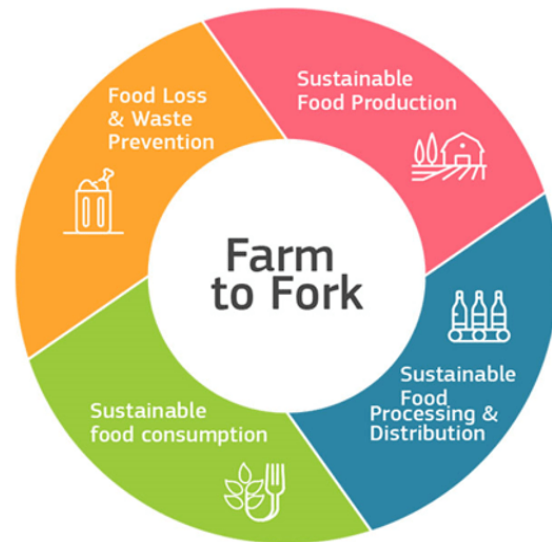 Farm
to Fork
Sustainable
Food Production
Sustainable
Food
Processing &
Distribution
Sustainable
food consumption
Food Loss
& Waste
Prevention